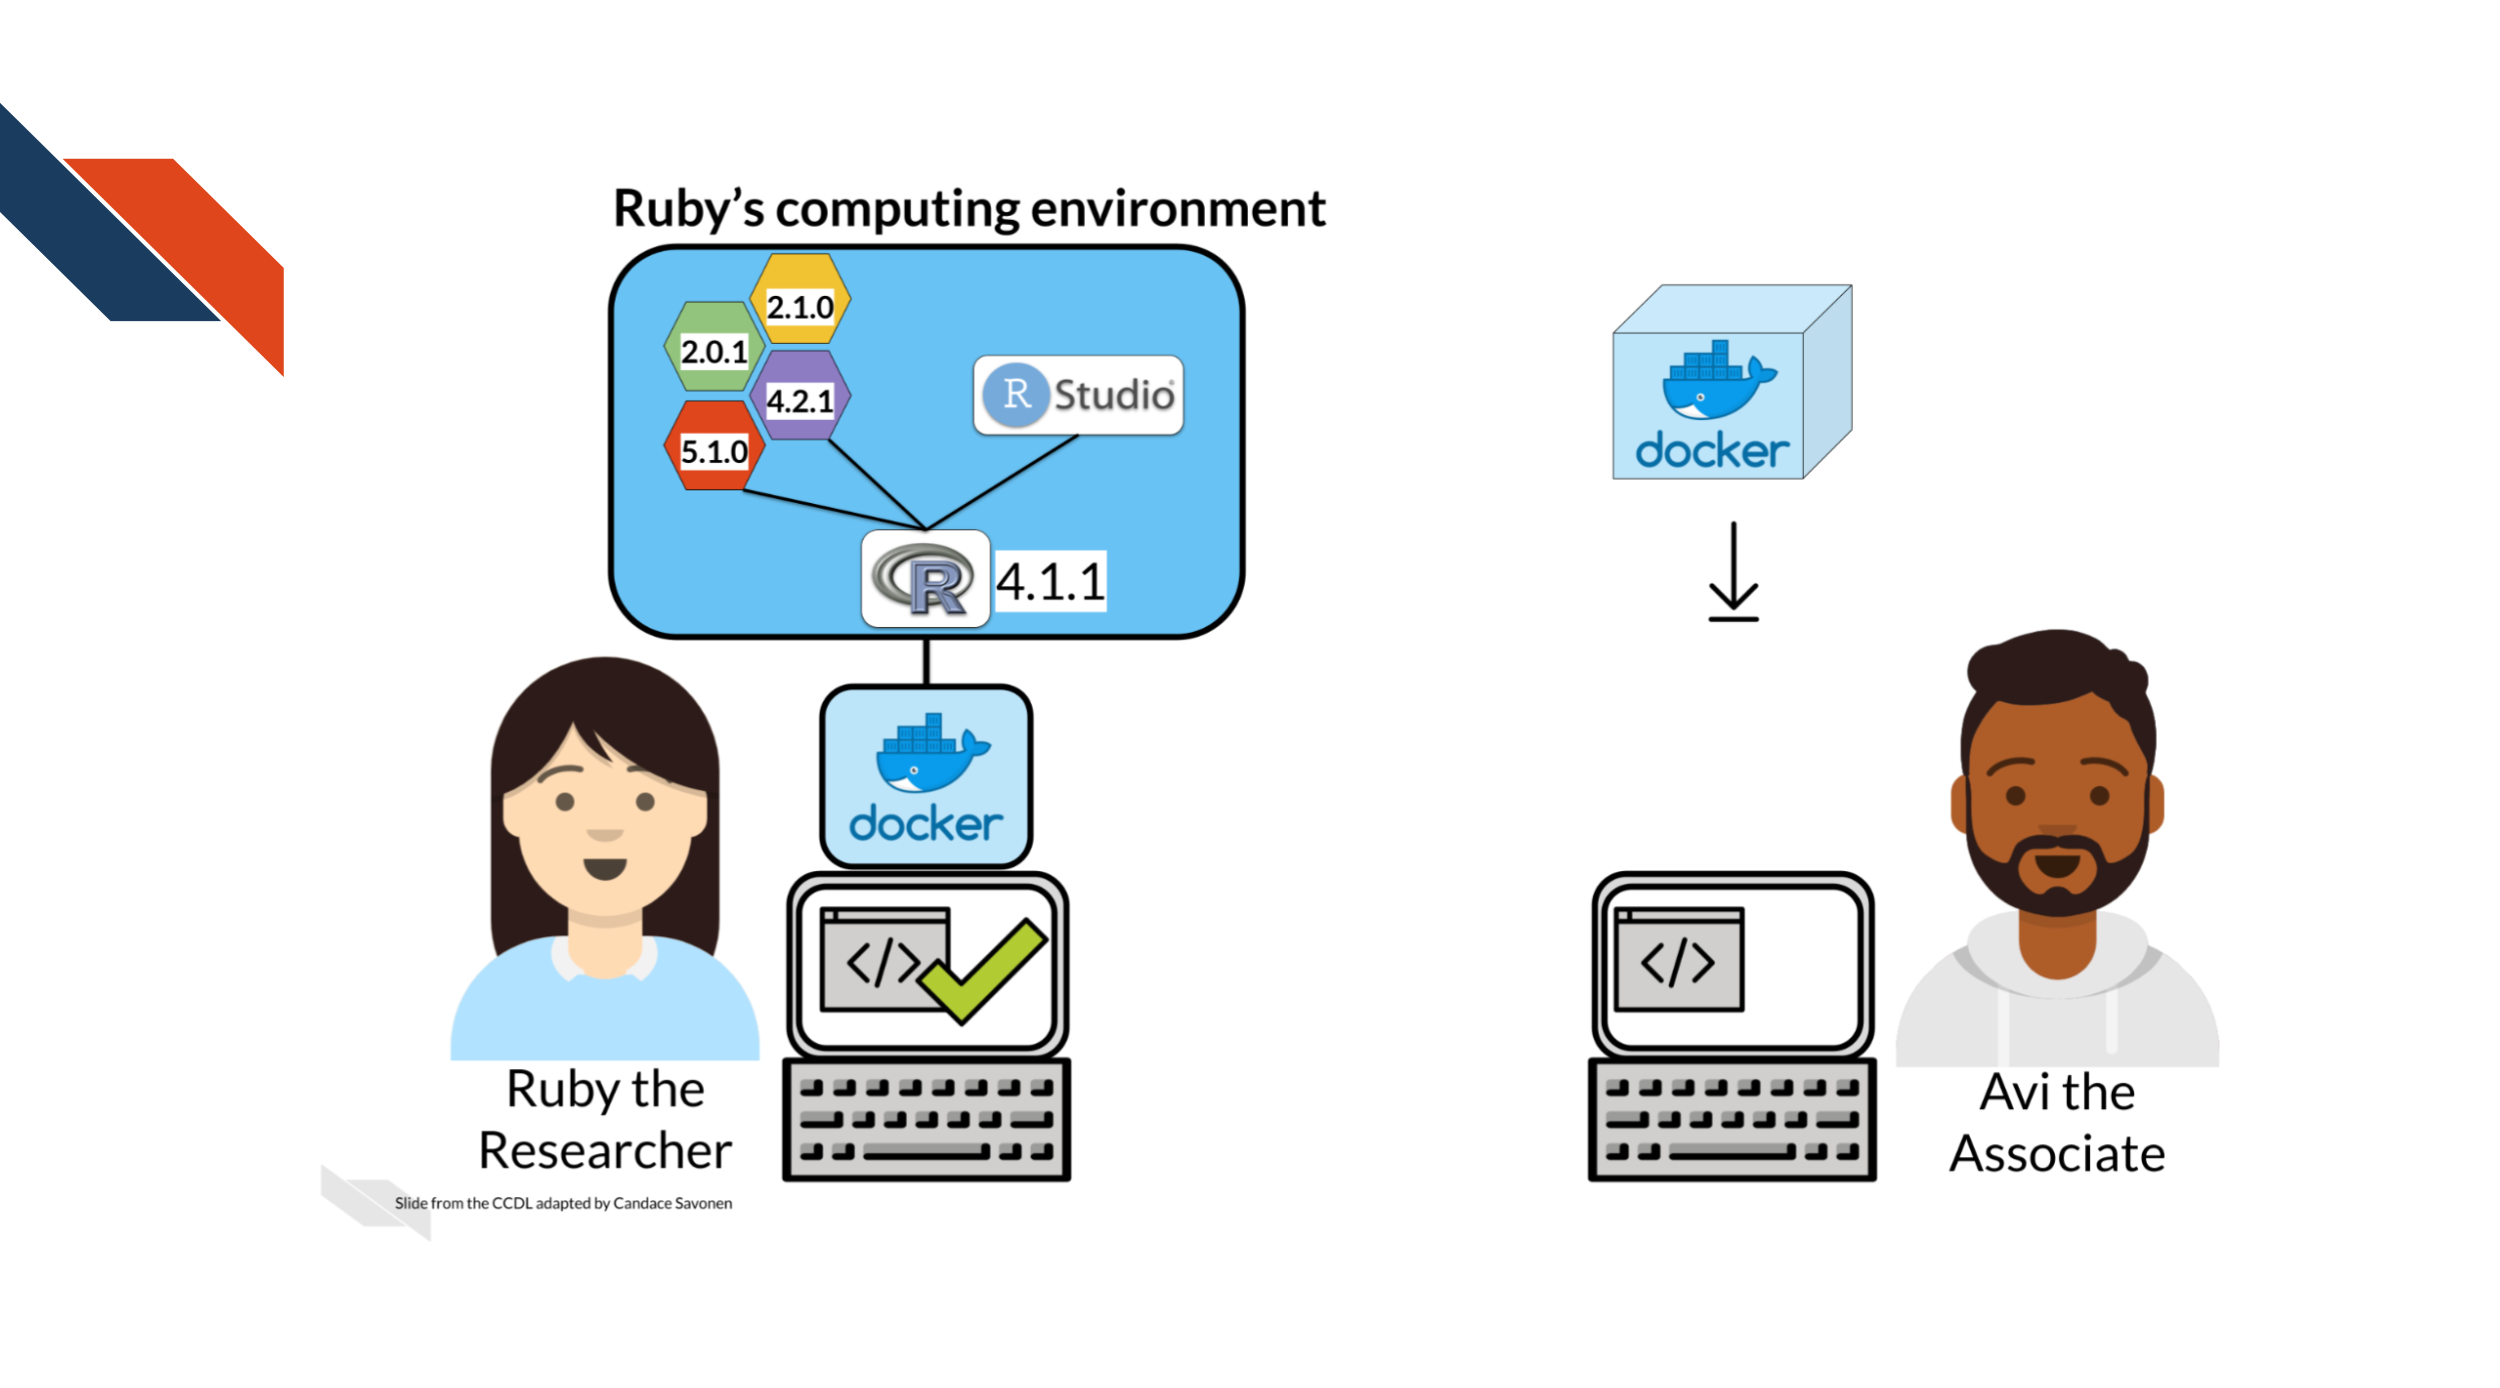 Ruby’s computing environment
2.1.0
2.0.1
4.2.1
5.1.0
R Studio
R 4.1.1
docker
docker
</>
</>
Ruby the
Researcher
Avi the
Associate
Slide from the CCDL adapted by Candace Savonen